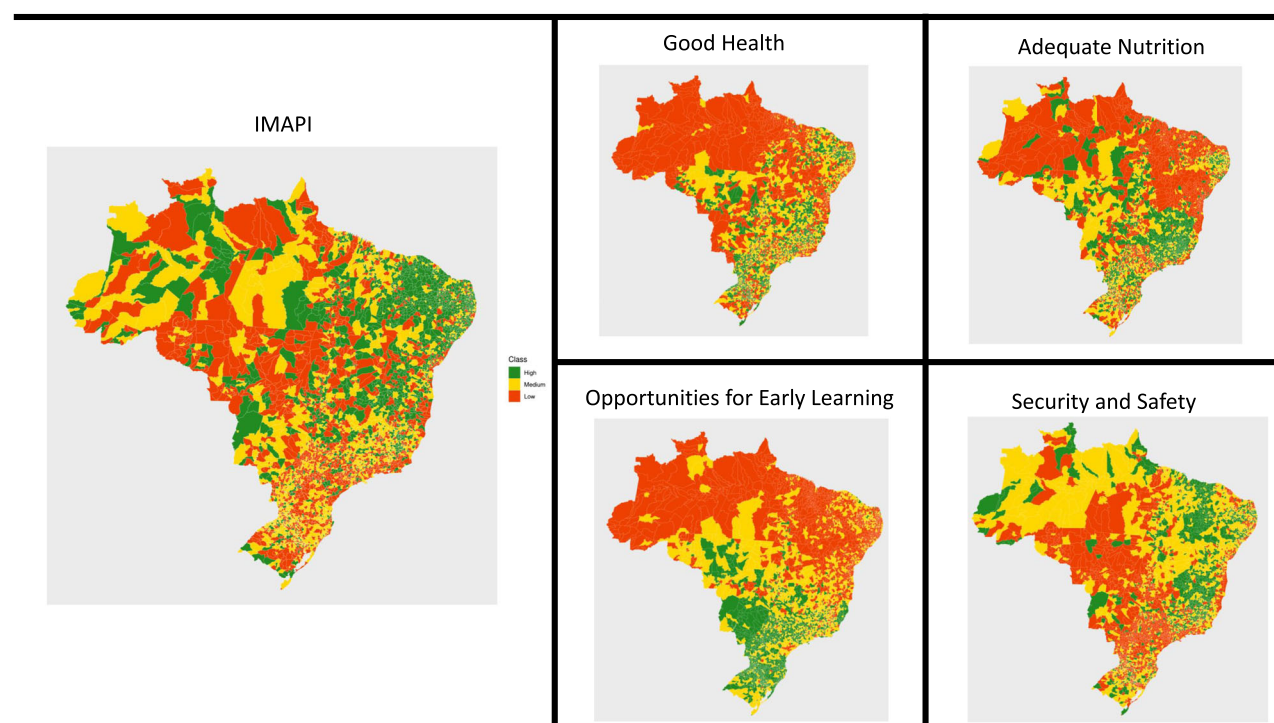 IMAPI
Class
High
Medium
Low
Good Health
Adequate Nutrition
Opportunities for Early Learning
Security and Safety